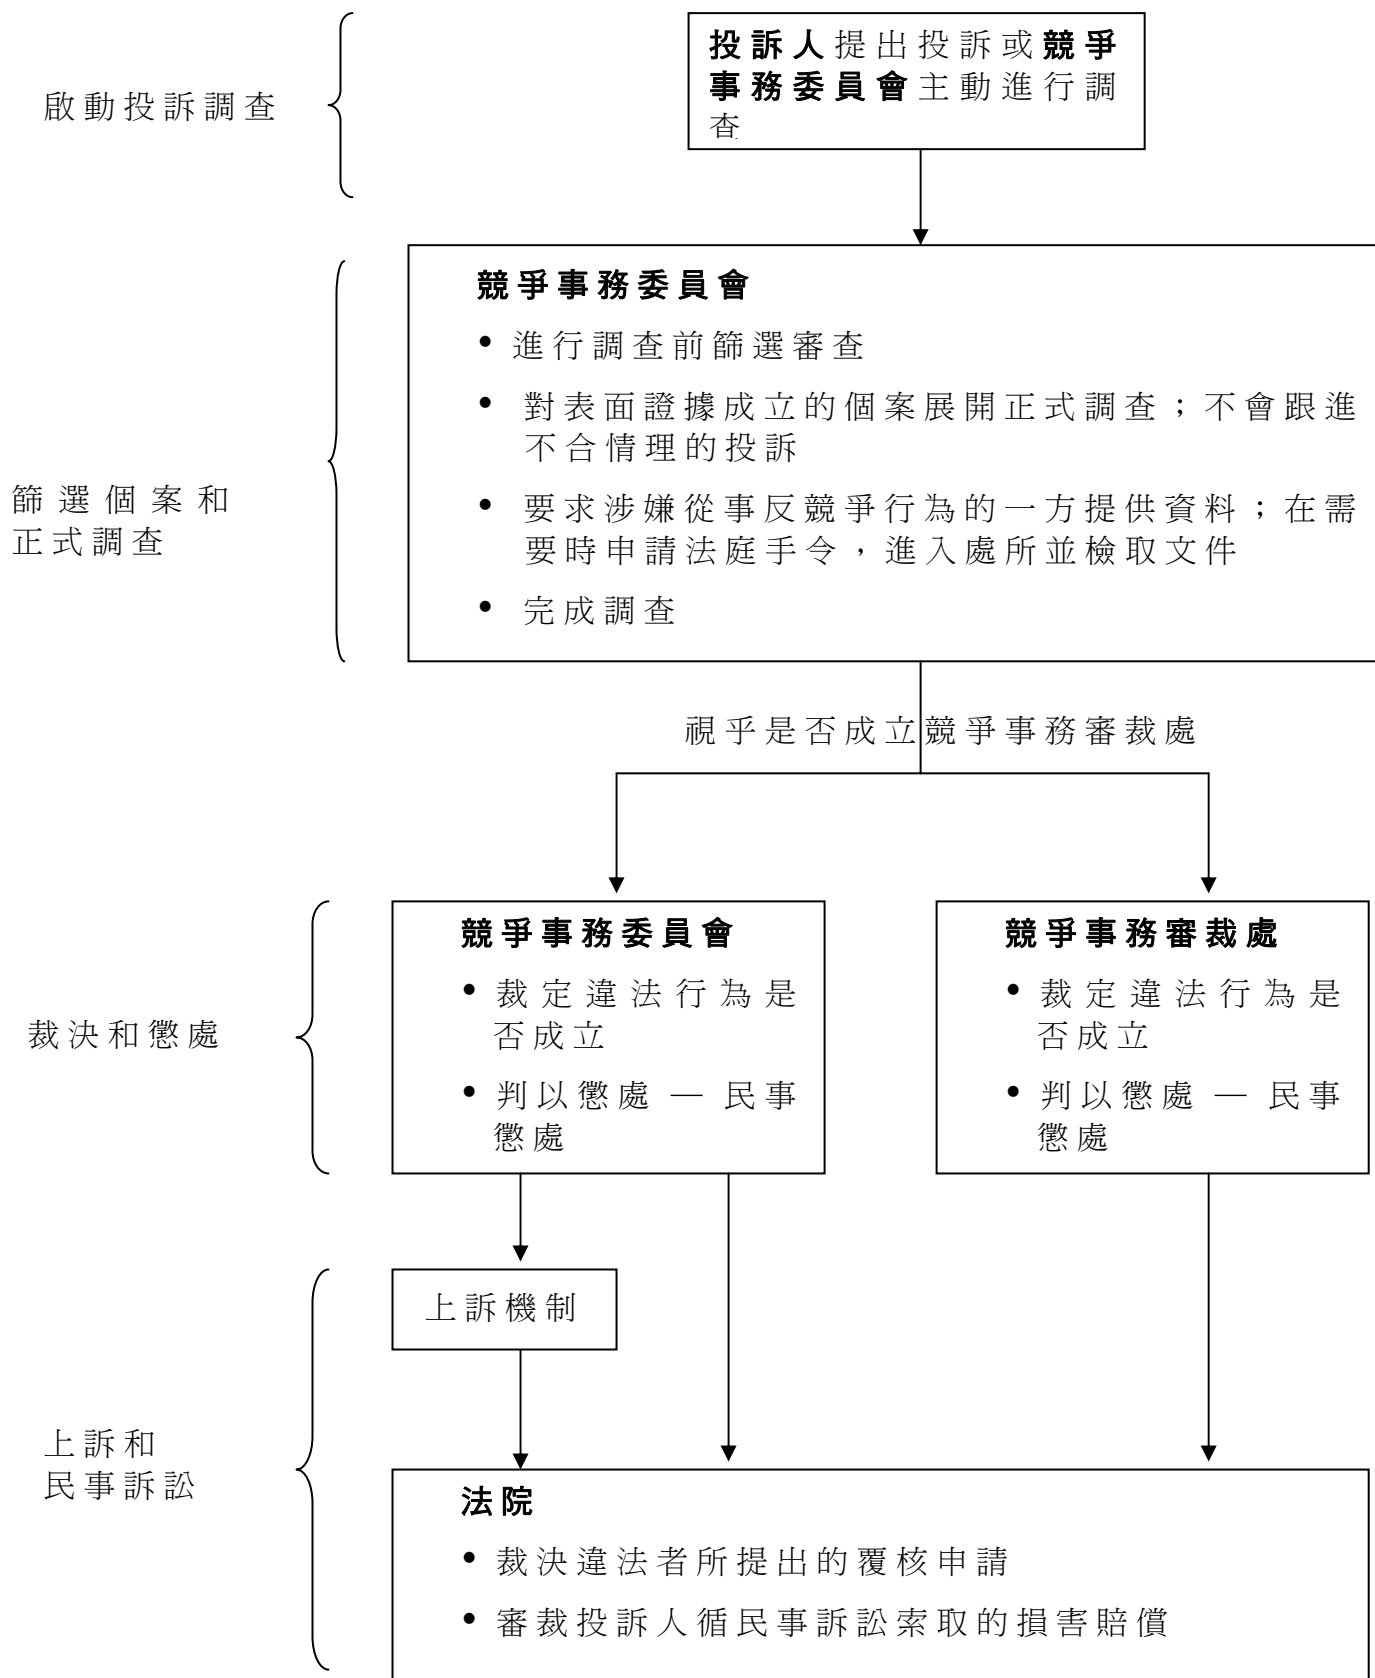 投訴人提出投訴或競爭
事務委員會主動進行調
查
啟動投訴調查
競爭事務委員會
• 進行調查前篩選審查
• 對表面證據成立的個案展開正式調查；不會跟進
不合情理的投訴
• 要求涉嫌從事反競爭行為的一方提供資料；在需
要時申請法庭手令，進入處所並檢取文件
• 完成調查
篩選個案和
正式調查
視乎是否成立競爭事務審裁處
競爭事務委員會
• 裁定違法行為是
否成立
• 判以懲處 — 民事
懲處
競爭事務審裁處
• 裁定違法行為是
否成立
• 判以懲處 — 民事
懲處
裁決和懲處
上訴機制
上訴和
民事訴訟
法院
• 裁決違法者所提出的覆核申請
• 審裁投訴人循民事訴訟索取的損害賠償